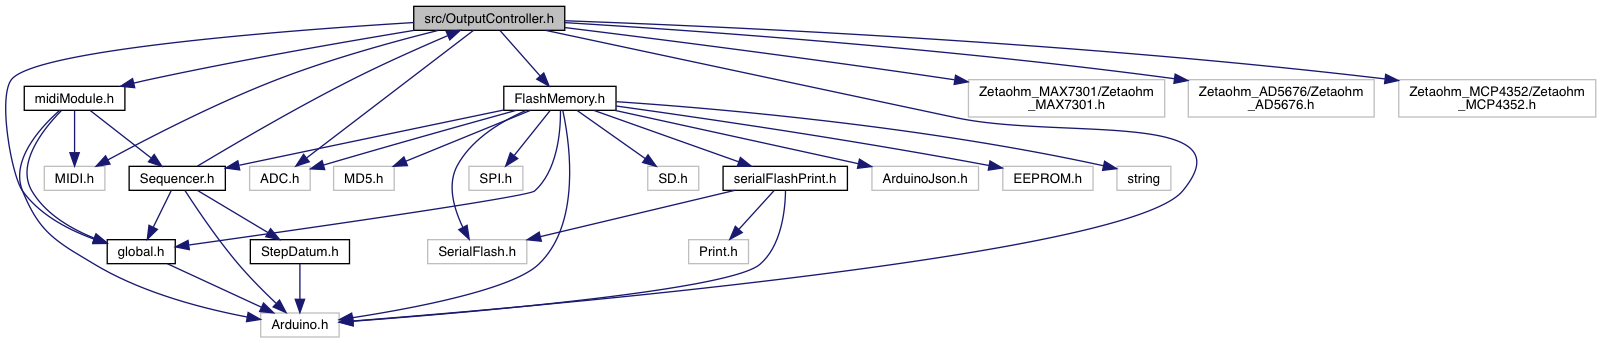 src/OutputController.h
midiModule.h
FlashMemory.h
Zetaohm_MAX7301/Zetaohm
_MAX7301.h
Zetaohm_AD5676/Zetaohm
_AD5676.h
Zetaohm_MCP4352/Zetaohm
_MCP4352.h
MIDI.h
Sequencer.h
ADC.h
MD5.h
SPI.h
SD.h
serialFlashPrint.h
ArduinoJson.h
EEPROM.h
string
global.h
StepDatum.h
SerialFlash.h
Print.h
Arduino.h